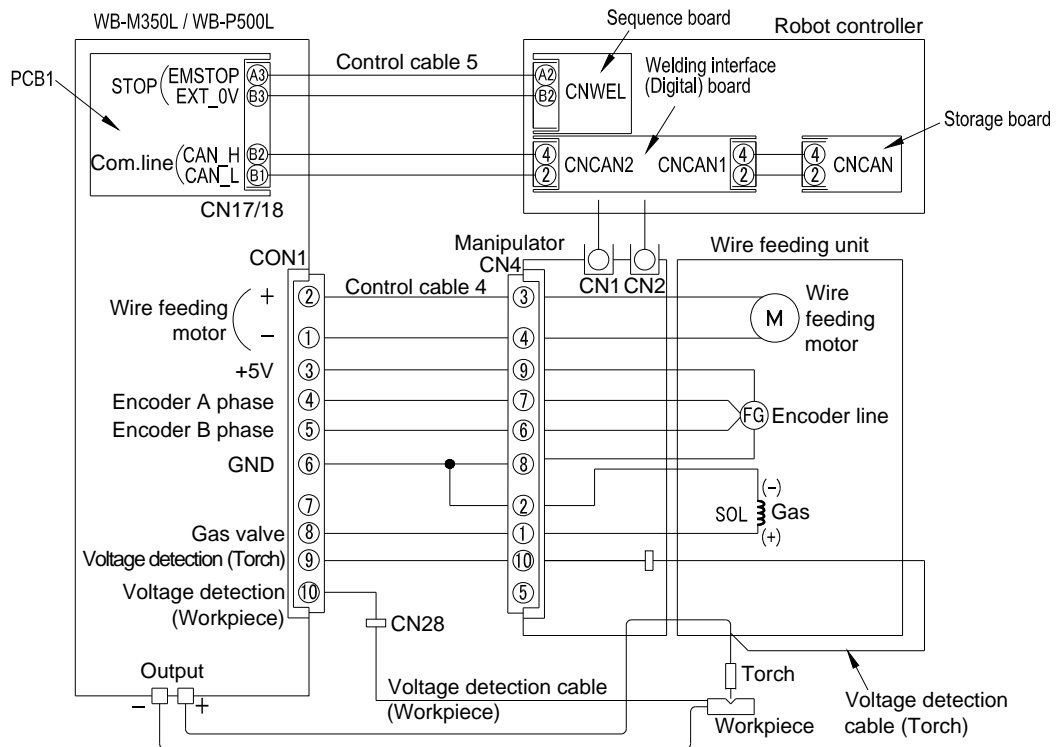 WB-M350L / WB-P500L
Sequence board
Robot controller
PCB1
STOP
EMSTOP
EXT_0V
A3
B3
Control cable 5
A2
B2
CNWEL
Welding interface
(Digital) board
Storage board
Com.line
CAN_H
CAN_L
B2
B1
4
2
CNCAN2
CNCAN1
4
2
4
2
CNCAN
CN17/18
CON1
Manipulator
CN4
CN1
CN2
Wire feeding unit
Wire feeding
motor
+
−
2
1
Control cable 4
3
4
M
Wire
feeding
motor
+5V
3
9
Encoder A phase
4
7
Encoder B phase
5
6
FG
Encoder line
GND
6
8
7
2
SOL
(-)
Gas
(+)
Gas valve
8
1
Voltage detection (Torch)
9
10
Voltage detection
(Workpiece)
10
5
CN28
Output
−
+
Voltage detection cable
(Workpiece)
Torch
Workpiece
Voltage detection
cable (Torch)